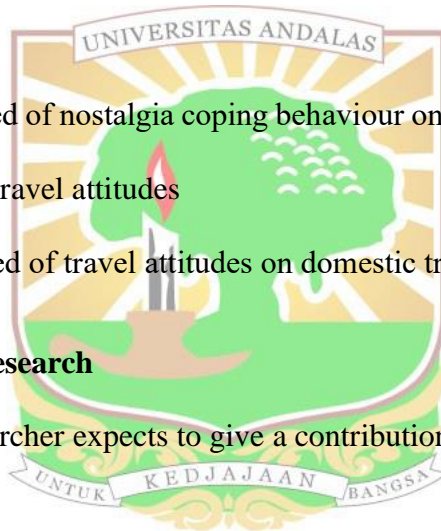 UNIVERSITAS ANDALAS
ed of nostalgia coping behaviour on
ravel attitudes
ed of travel attitudes on domestic tr
esearch
rcher expects to give a contribution
UNTUK KEDJAJAAN BANGSA